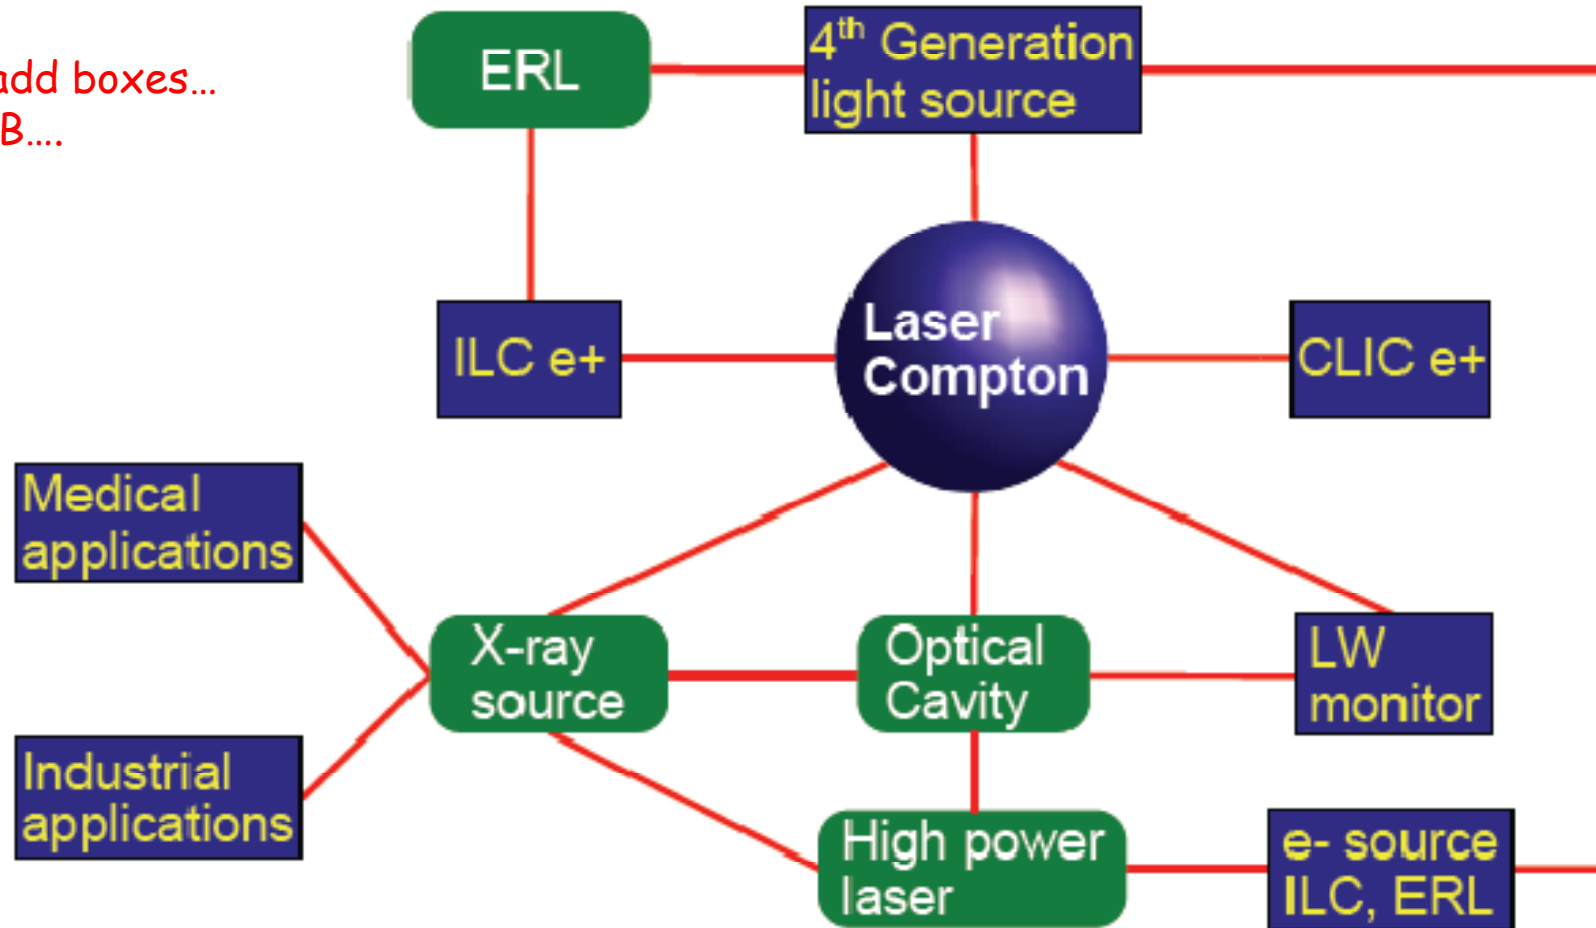 add boxes...
B....
ERL
4th Generation
light source
Laser
Compton
ILC e+
CLIC e+
Medical
applications
X-ray
source
Optical
Cavity
LW
monitor
Industrial
applications
High power
laser
e- source
ILC, ERL